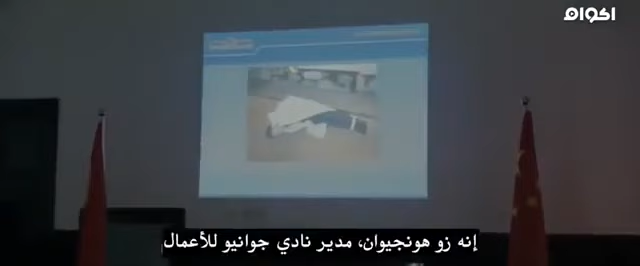 اكوام
إنه زو هونجيوان، مدير نادي جوانيو للأعمال